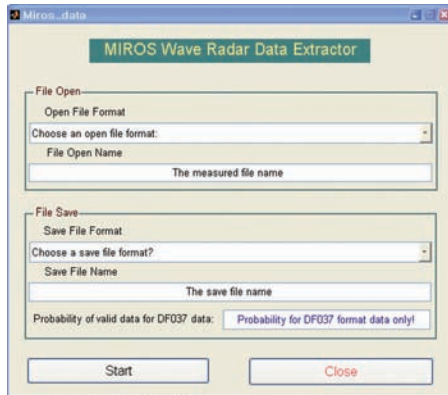 Miros_data
MIROS Wave Radar Data Extractor
File Open
Open File Format
Choose an open file format:
File Open Name
The measured file name
File Save
Save File Format
Choose a save file format?
Save File Name
The save file name
Probability of valid data for DF037 data: Probability for DF037 format data only!
Start Close